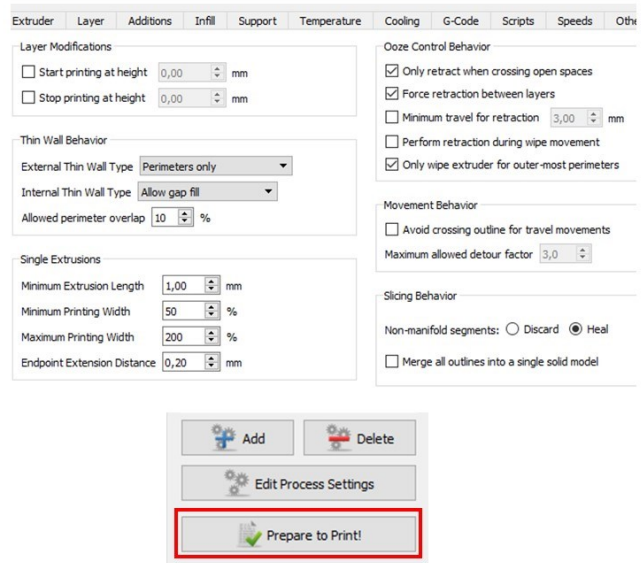 Extruder Layer Additions Infill Support Temperature Cooling G-Code Scripts Speeds Othe
Layer Modifications
Start printing at height 0,00 mm
Stop printing at height 0,00 mm
Thin Wall Behavior
External Thin Wall Type Perimeters only
Internal Thin Wall Type Allow gap fill
Allowed perimeter overlap 10 %
Single Extrusions
Minimum Extrusion Length 1,00 mm
Minimum Printing Width 50 %
Maximum Printing Width 200 %
Endpoint Extension Distance 0,20 mm
Ooze Control Behavior
Only retract when crossing open spaces
Force retraction between layers
Minimum travel for retraction 3,00 mm
Perform retraction during wipe movement
Only wipe extruder for outer-most perimeters
Movement Behavior
Avoid crossing outline for travel movements
Maximum allowed detour factor 3,0
Slicing Behavior
Non-manifold segments: Discard Heal
Merge all outlines into a single solid model
Add Delete
Edit Process Settings
Prepare to Print!